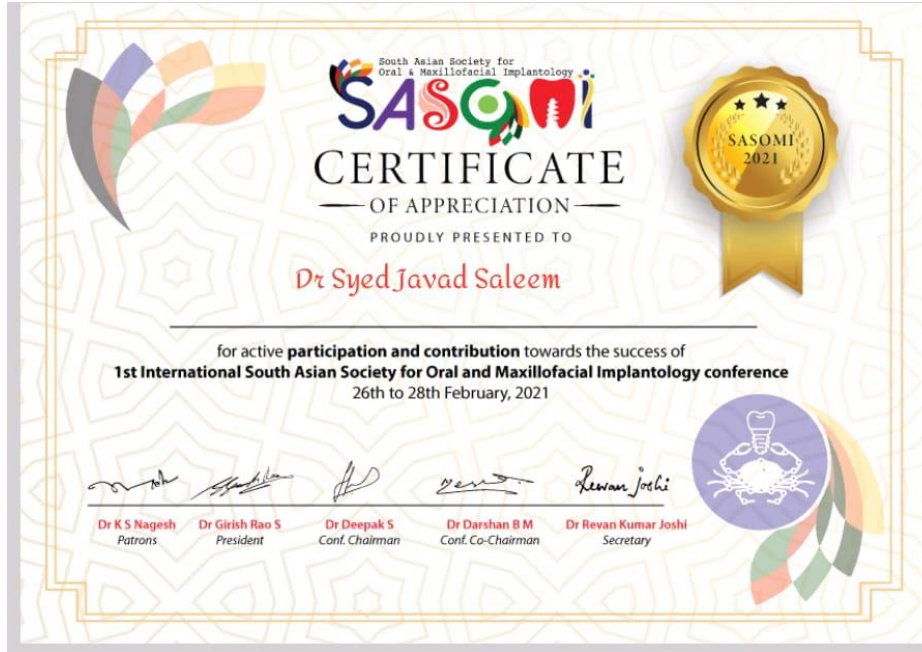 South Asian Society for
Oral & Maxillofacial Implantology
SASOMi
CERTIFICATE
OF APPRECIATION
PROUDLY PRESENTED TO
SASOMI
2021
Dr Syed Javad Saleem
for active participation and contribution towards the success of
1st International South Asian Society for Oral and Maxillofacial Implantology conference
26th to 28th February, 2021
Rewan Joshi
Dr K S Nagesh Dr Girish Rao S Dr Deepak S Dr Darshan B M Dr Revan Kumar Joshi
Patrons President Conf. Chairman Conf. Co-Chairman Secretary